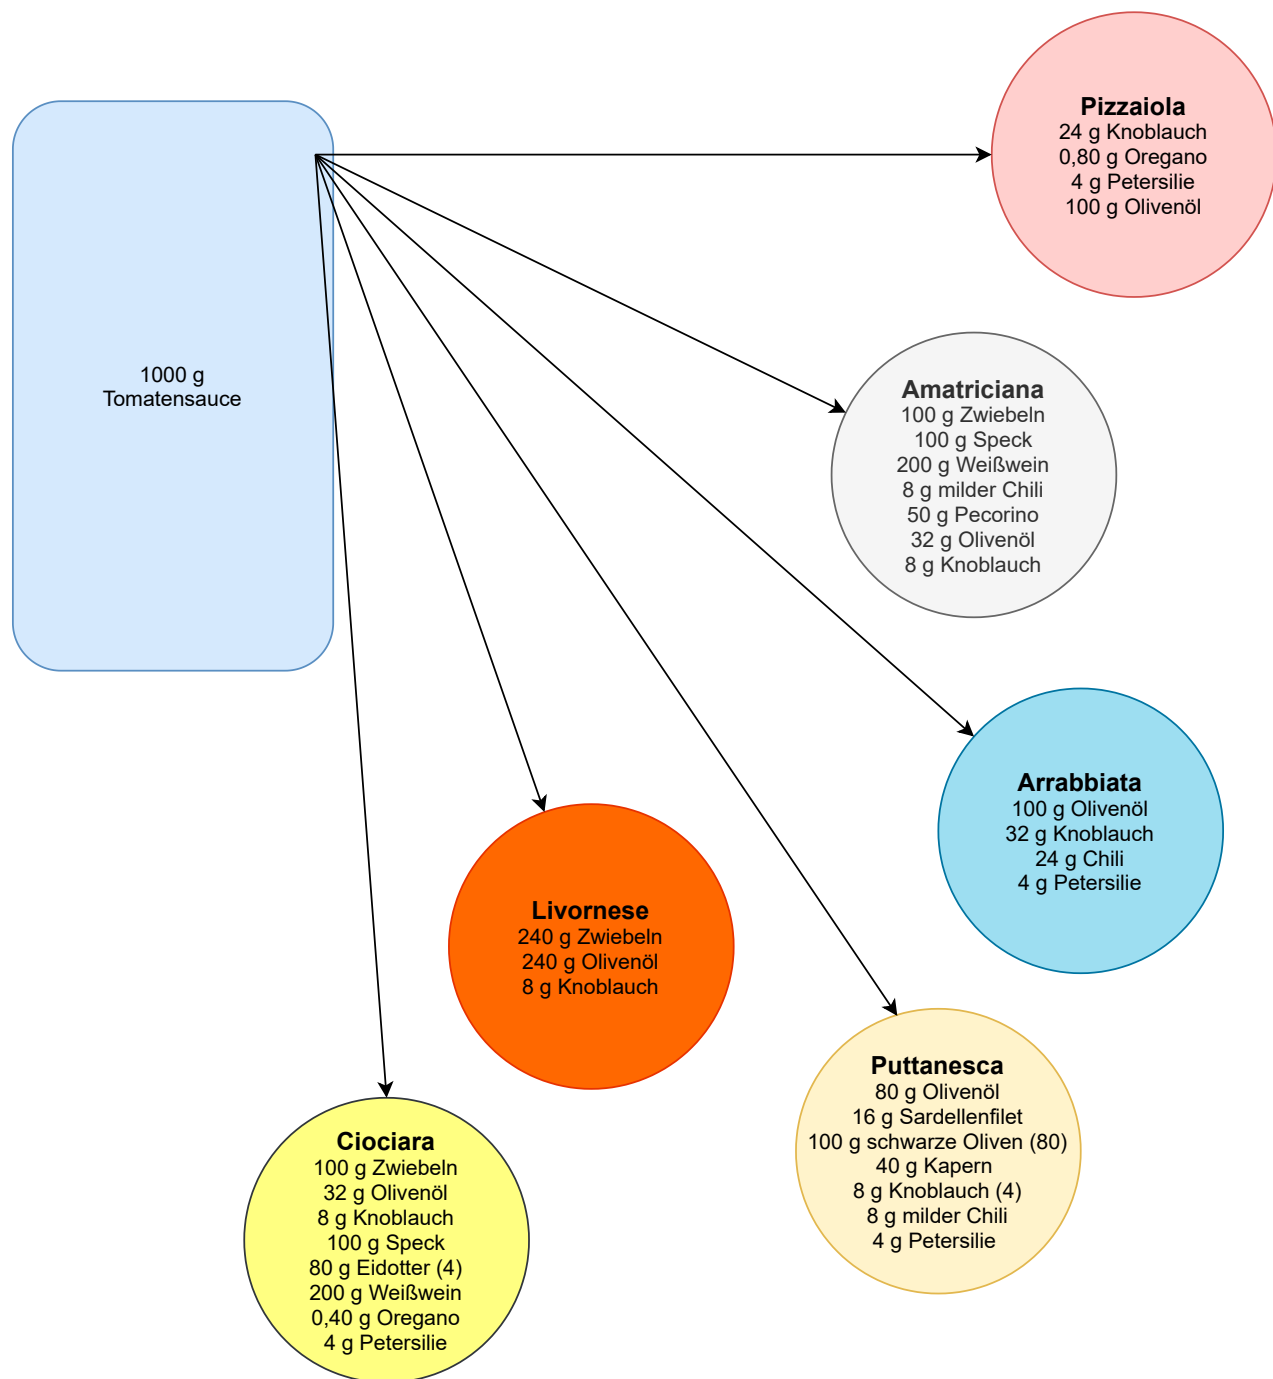 1000 g
Tomatensauce
Pizzaiola
24 g Knoblauch
0,80 g Oregano
4 g Petersilie
100 g Olivenöl
Amatriciana
100 g Zwiebeln
100 g Speck
200 g Weißwein
8 g milder Chili
50 g Pecorino
32 g Olivenöl
8 g Knoblauch
Arrabbiata
100 g Olivenöl
32 g Knoblauch
24 g Chili
4 g Petersilie
Livornese
240 g Zwiebeln
240 g Olivenöl
8 g Knoblauch
Puttanesca
80 g Olivenöl
16 g Sardellenfilet
100 g schwarze Oliven (80)
40 g Kapern
8 g Knoblauch (4)
8 g milder Chili
4 g Petersilie
Ciociara
100 g Zwiebeln
32 g Olivenöl
8 g Knoblauch
100 g Speck
80 g Eidotter (4)
200 g Weißwein
0,40 g Oregano
4 g Petersilie